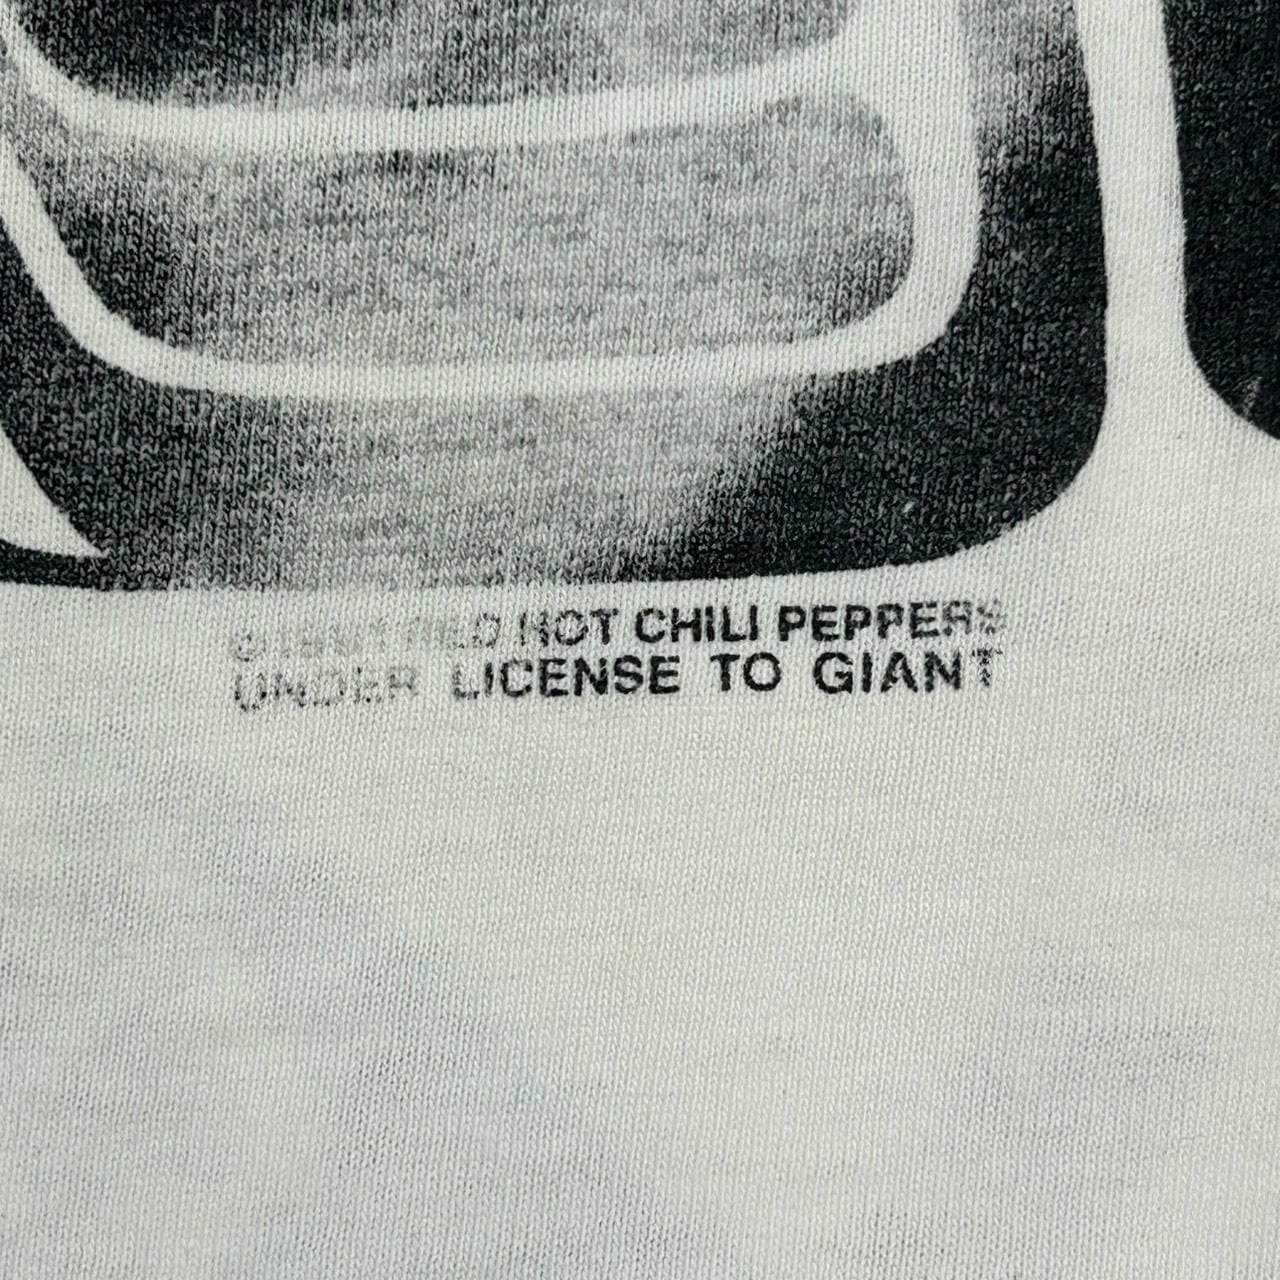 RED HOT CHILI PEPPERS
UNDER LICENSE TO GIANT